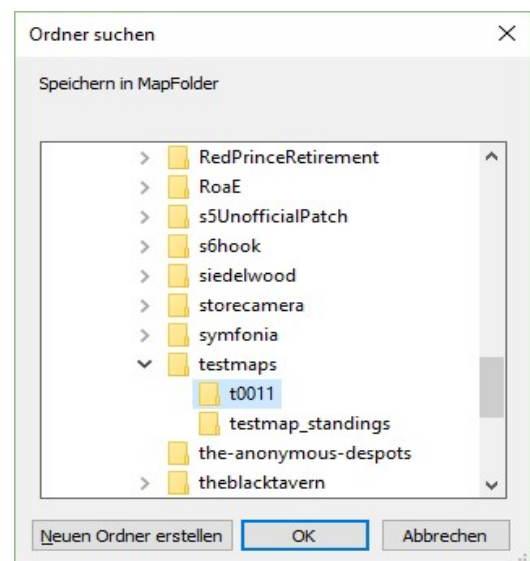 Ordner suchen
Speichern in MapFolder
RedPrinceRetirement
RoaE
s5UnofficialPatch
s6hook
siedelwood
storecamera
symfonia
testmaps
t0011
testmap_standings
the-anonymous-despots
theblacktavern
Neuen Ordner erstellen OK Abbrechen